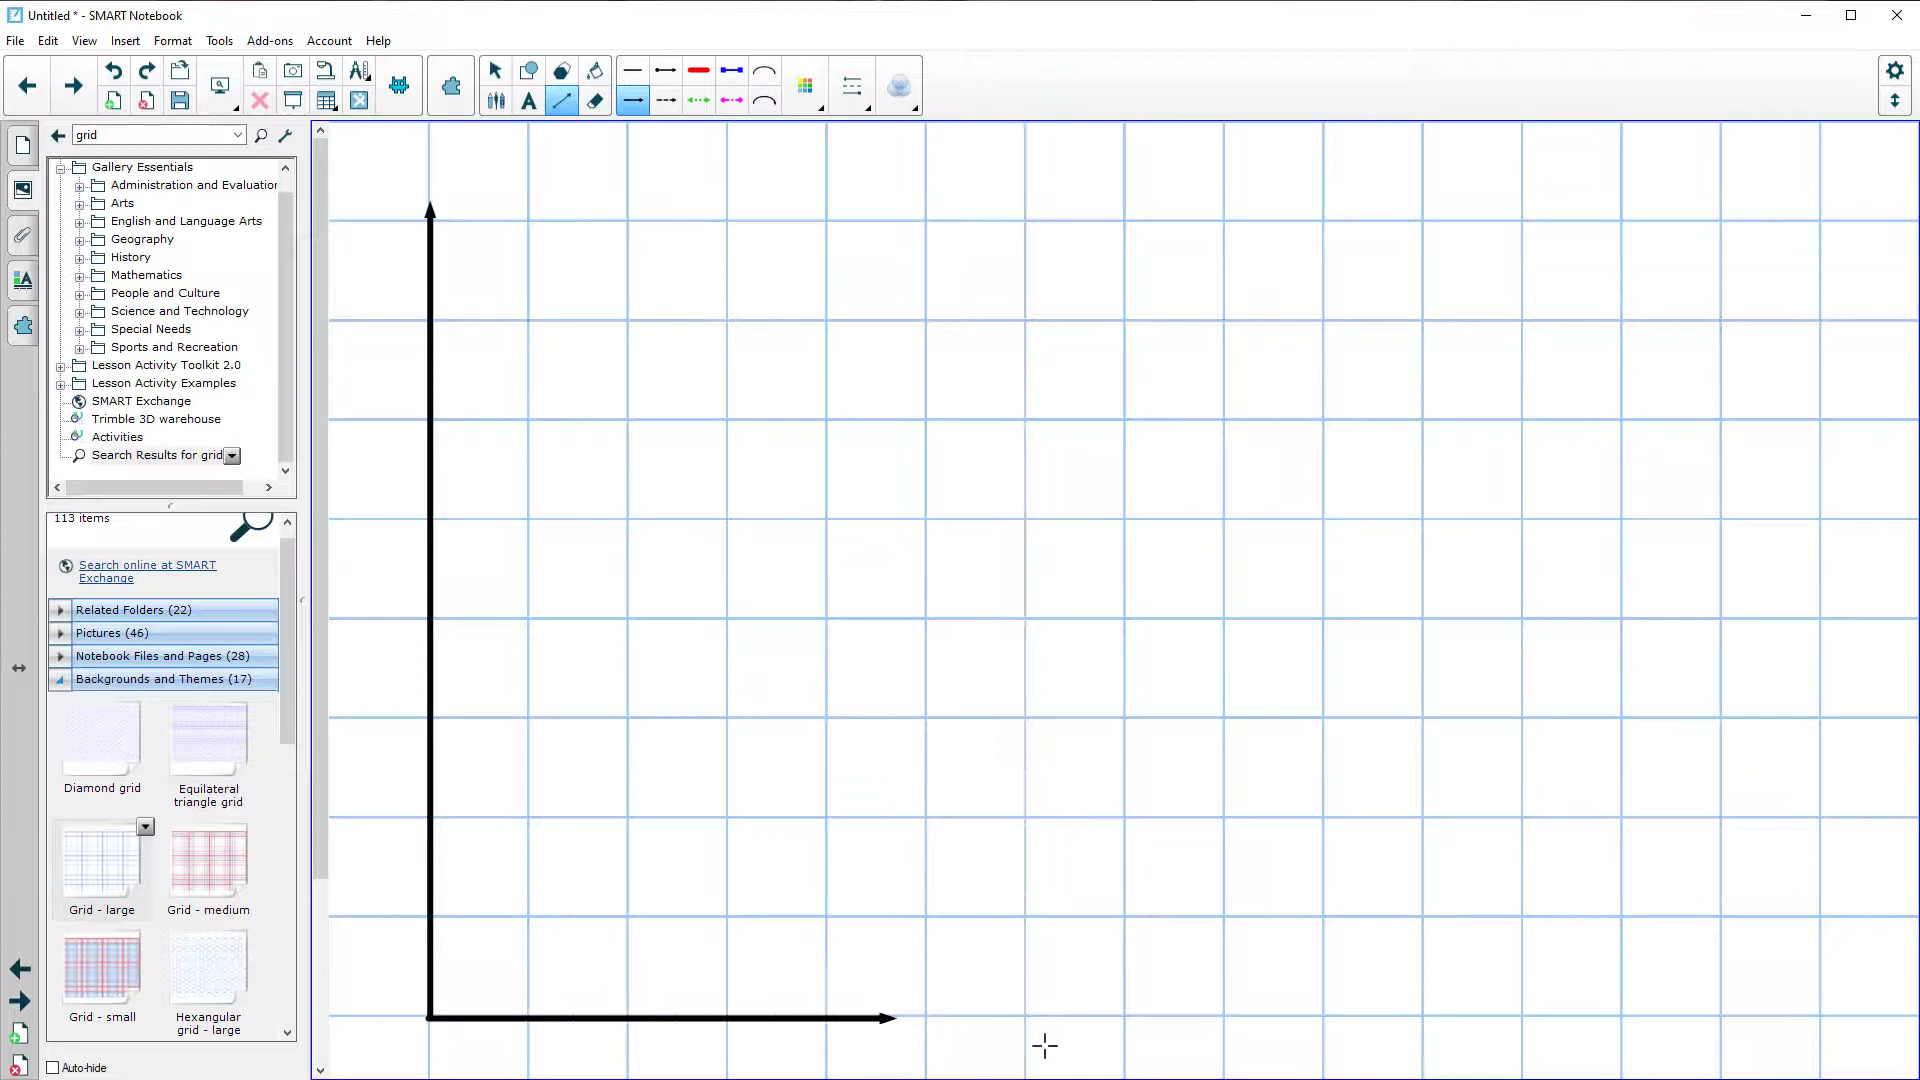 Untitled * - SMART Notebook
File Edit View Insert Format Tools Add-ons Account Help
grid
Gallery Essentials
Administration and Evaluation
Arts
English and Language Arts
Geography
History
Mathematics
People and Culture
Science and Technology
Special Needs
Sports and Recreation
Lesson Activity Toolkit 2.0
Lesson Activity Examples
SMART Exchange
Trimble 3D warehouse
Activities
Search Results for grid
113 items
Search online at SMART
Exchange
Related Folders (22)
Pictures (46)
Notebook Files and Pages (28)
Backgrounds and Themes (17)
Diamond grid
Equilateral
triangle grid
Grid - large
Grid - medium
Grid - small
Hexangular
grid - large
Auto-hide